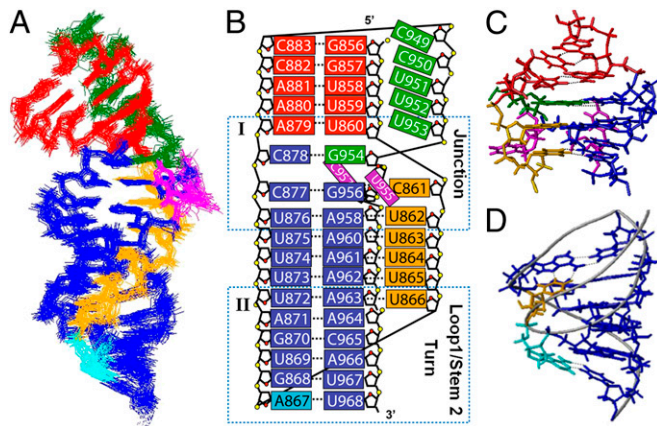 A
B
C
D
5'
C883 G856 C949
C882 G857 C950
A881 U858 U951
A880 U859 U952
A879 U860 U953
I
C878 G954
U955
C877 G956 C861
U876 A958 U862
U875 A960 U863
U874 A961 U864
U873 A962 U865
II
U872 A963 U866
A871 A964
G870 C965
U869 A966
G868 U967
A867 U968
3'
Junction
Loop1/Stem 2
Turn